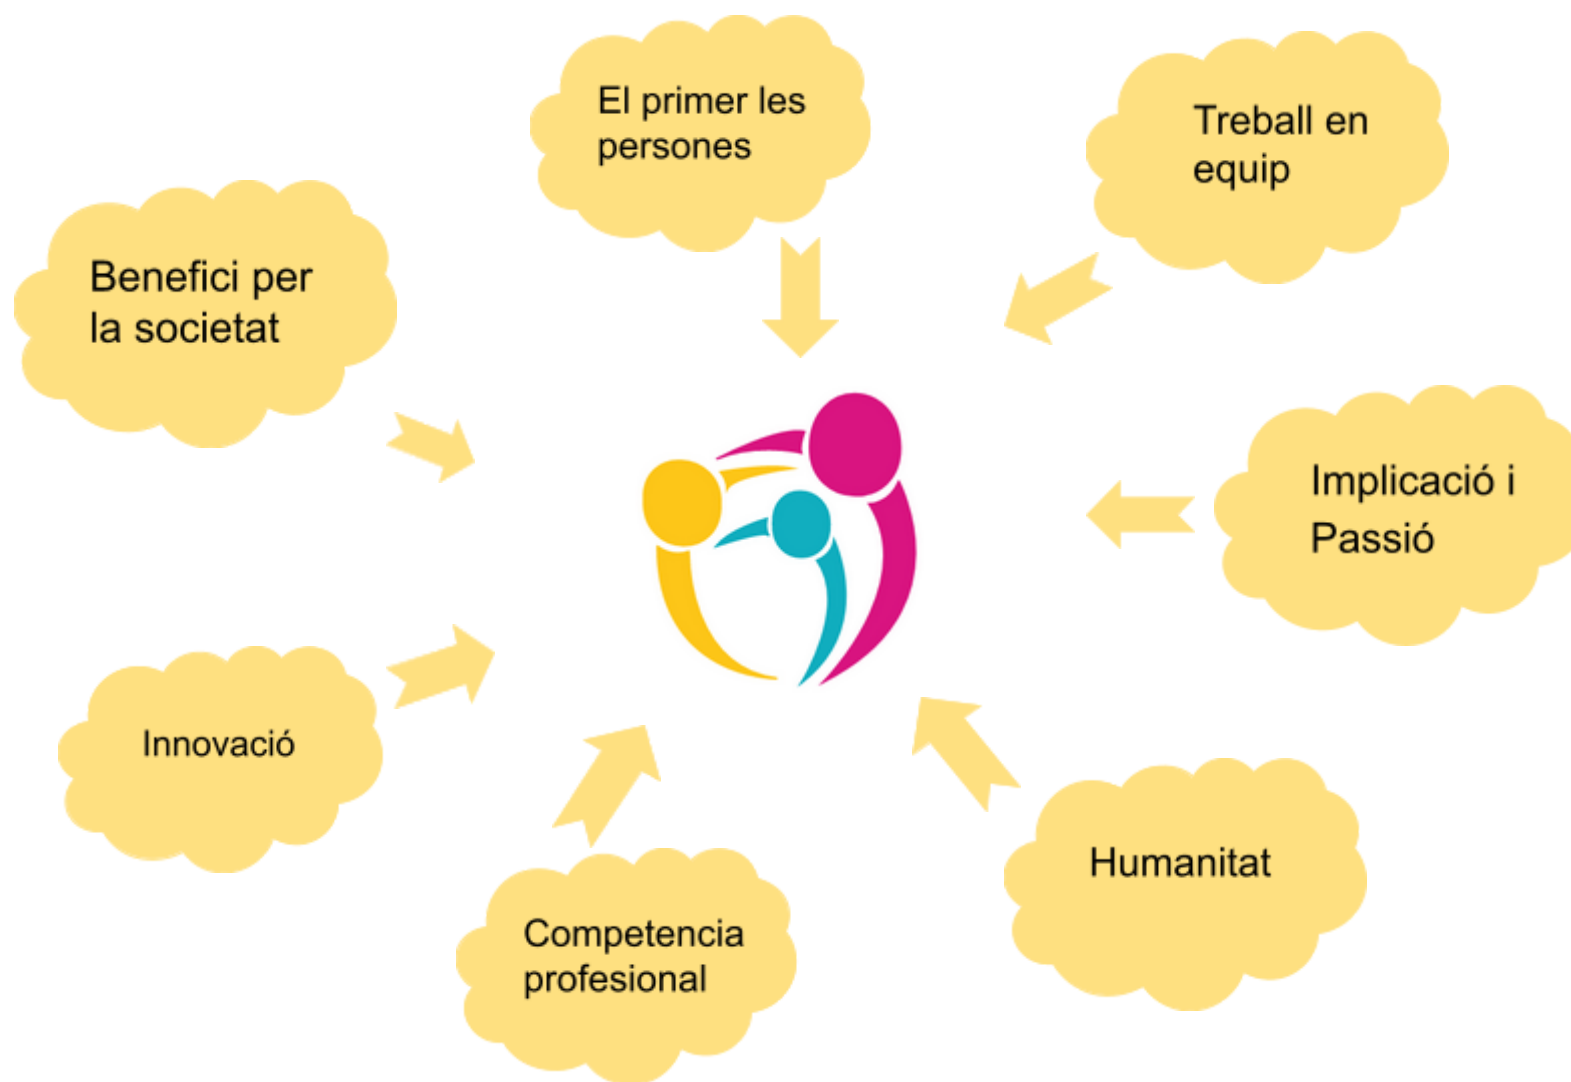 El primer les
persones
Treball en
equip
Benefici per
la societat
Implicació i
Passió
Innovació
Humanitat
Competencia
profesional